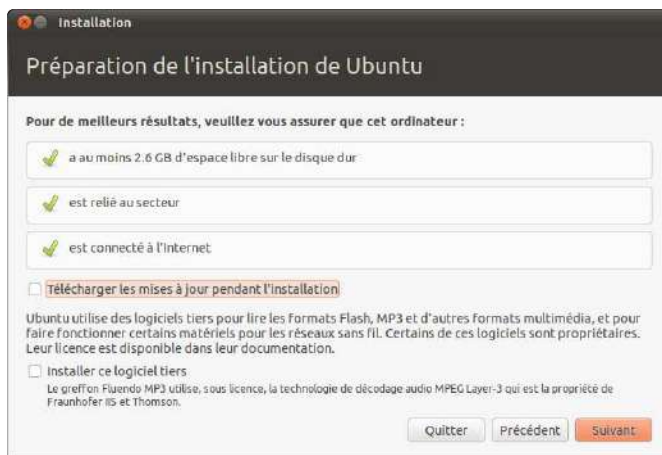 Installation
Préparation de l'installation de Ubuntu
Pour de meilleurs résultats, veuillez vous assurer que cet ordinateur :
a au moins 2.6 GB d'espace libre sur le disque dur
est relié au secteur
est connecté à l'Internet
Télécharger les mises à jour pendant l'installation
Ubuntu utilise des logiciels tiers pour lire les formats Flash, MP3 et d'autres formats multimédia, et pour
faire fonctionner certains matériels pour les réseaux sans fil. Certains de ces logiciels sont propriétaires.
Leur licence est disponible dans leur documentation.
Installer ce logiciel tiers
Le greffon Fluendo MP3 utilise, sous licence, la technologie de décodage audio MPEG Layer-3 qui est la propriété de
Fraunhofer IIS et Thomson.
Quitter Précédent Suivant